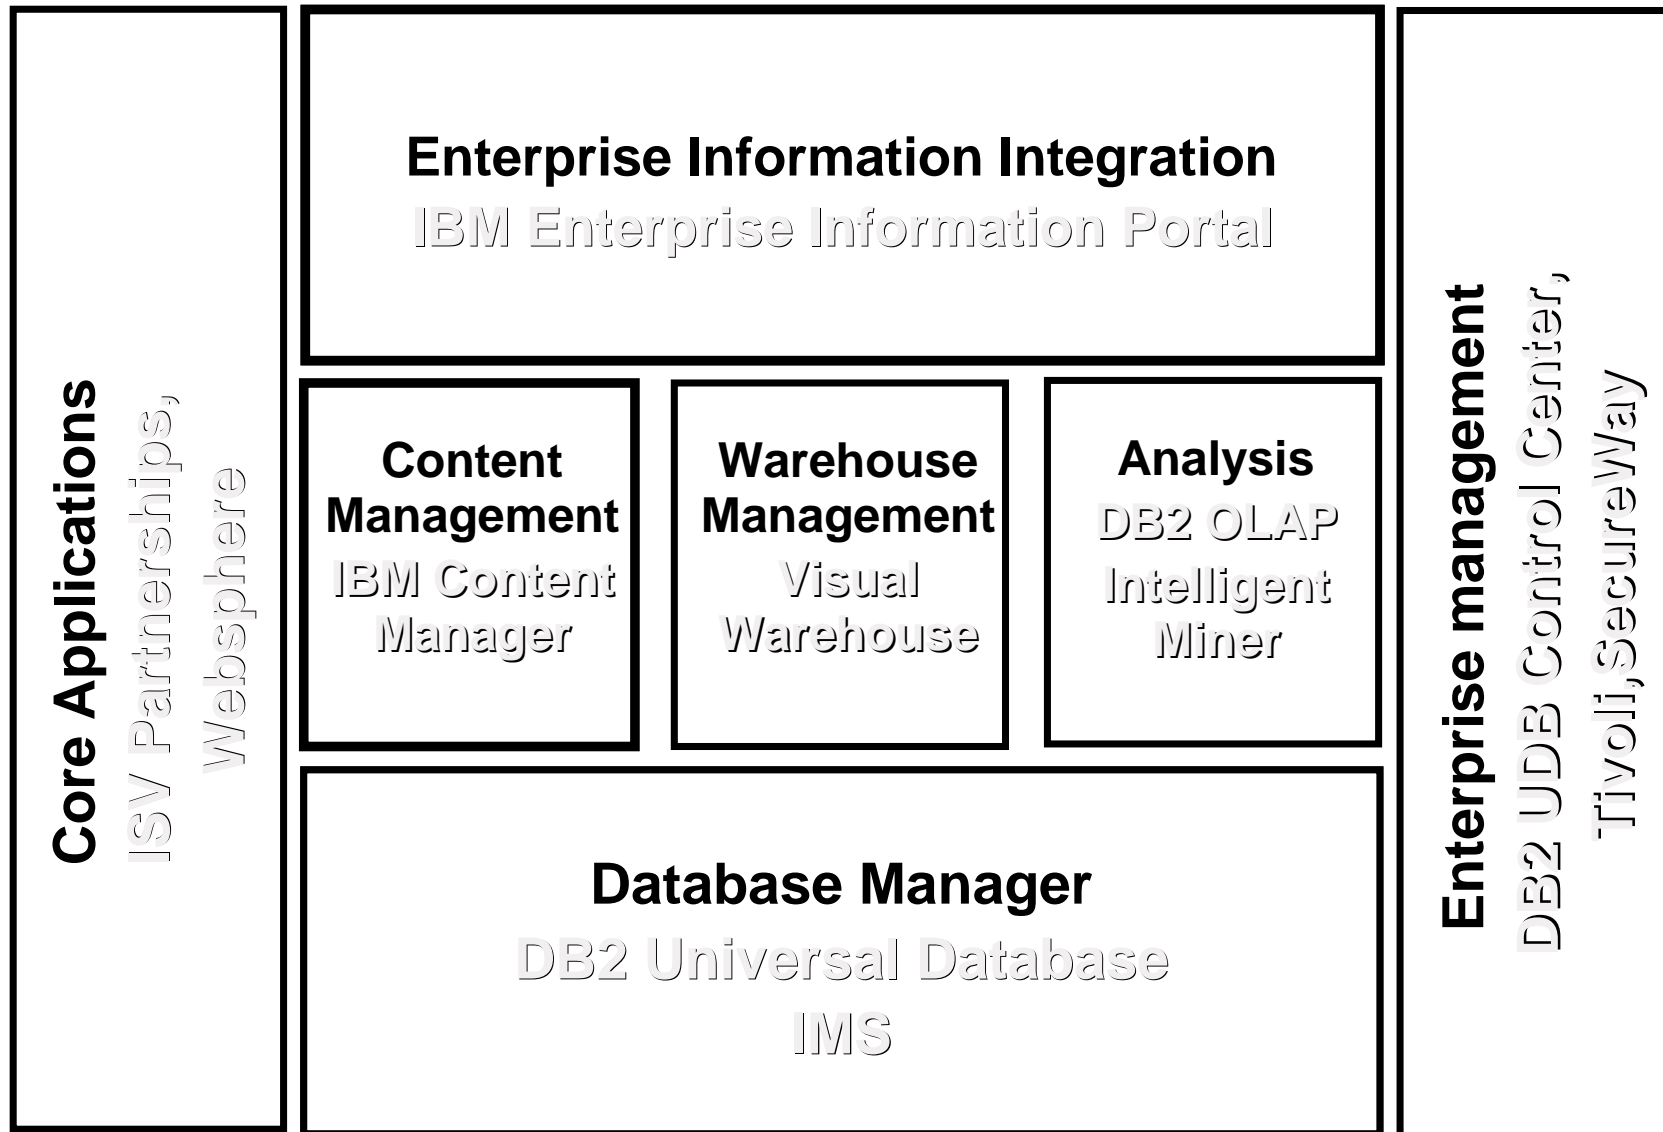 Core Applications
ISV Partnerships,
Websphere
Enterprise Information Integration
IBM Enterprise Information Portal
Content
Management
IBM Content
Manager
Warehouse
Management
Visual
Warehouse
Analysis
DB2 OLAP
Intelligent
Miner
Database Manager
DB2 Universal Database
IMS
Enterprise management
DB2 UDB Control Center,
Tivoli,SecureWay